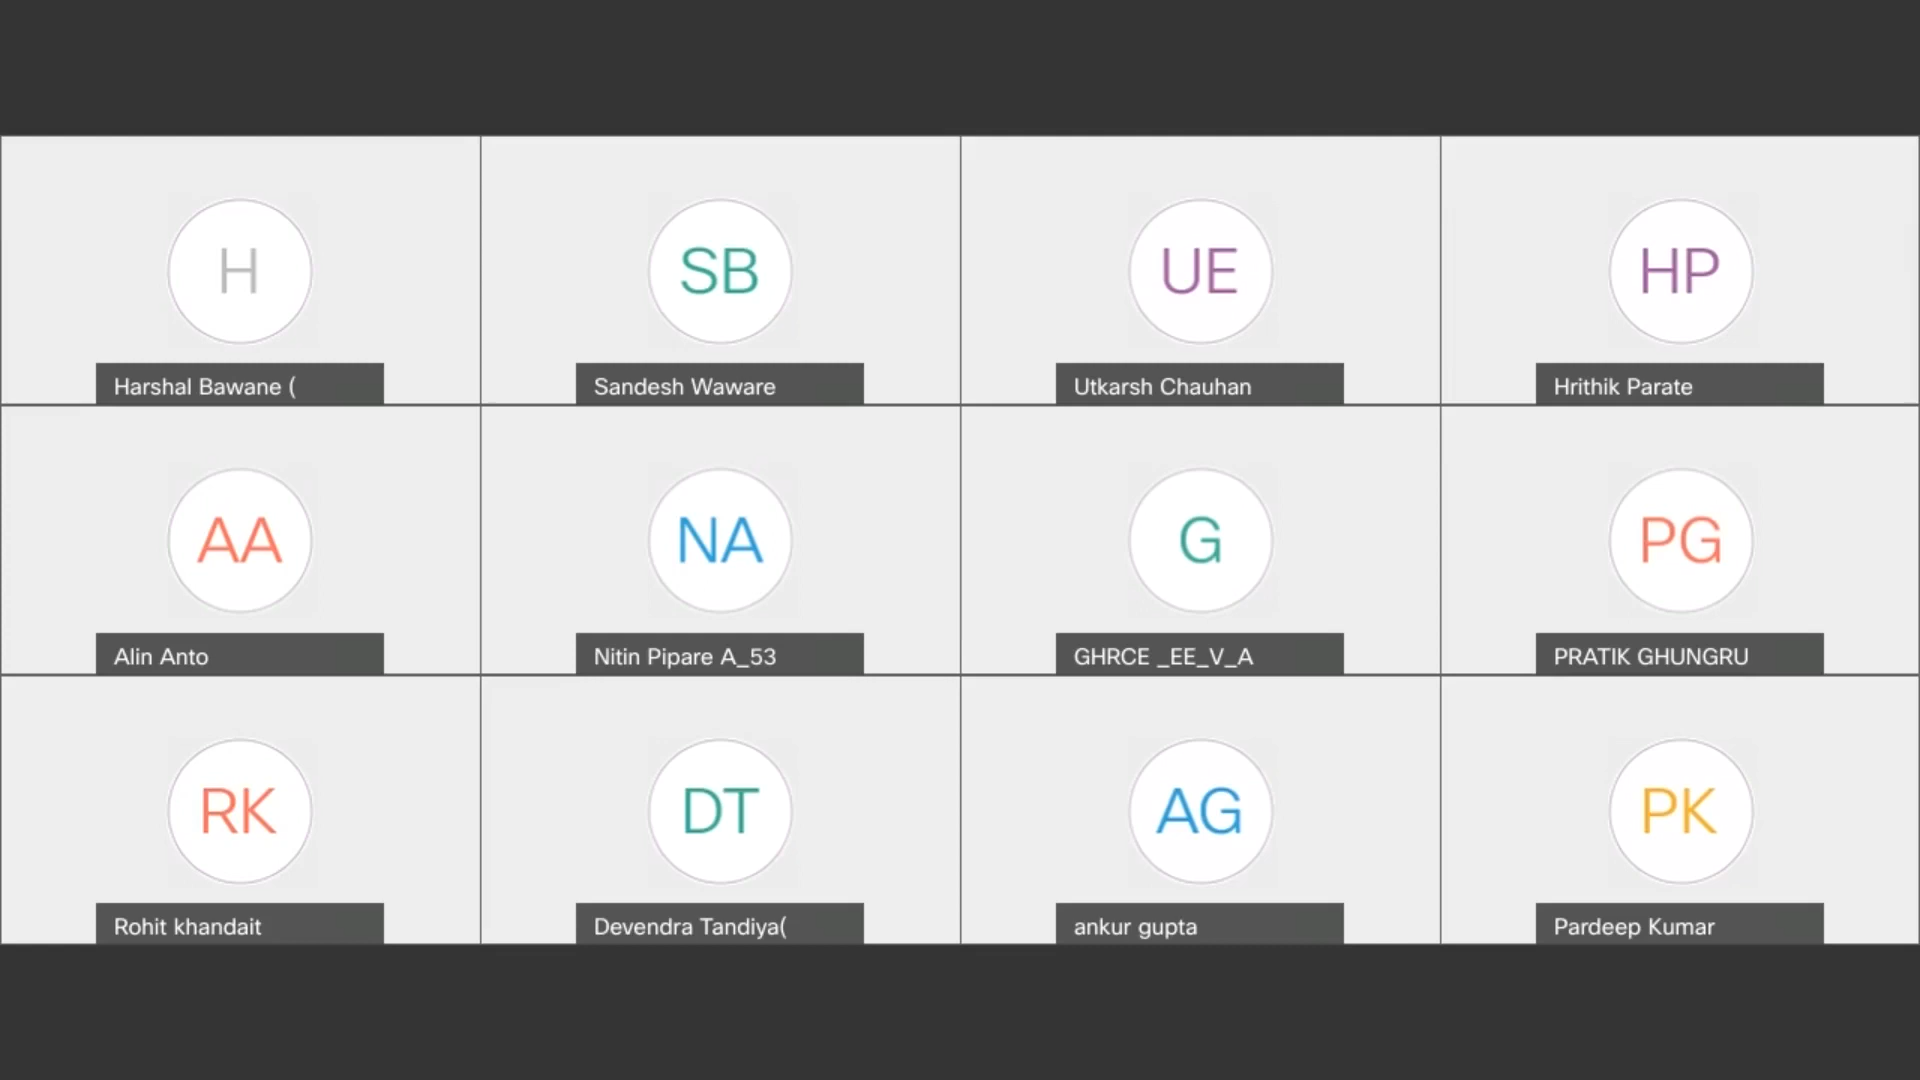 H
SB
UE
HP
Harshal Bawane (
Sandesh Waware
Utkarsh Chauhan
Hrithik Parate
AA
NA
G
PG
Alin Anto
Nitin Pipare A_53
GHRCE _EE_V_A
PRATIK GHUNGRU
RK
DT
AG
PK
Rohit khandait
Devendra Tandiya(
ankur gupta
Pardeep Kumar